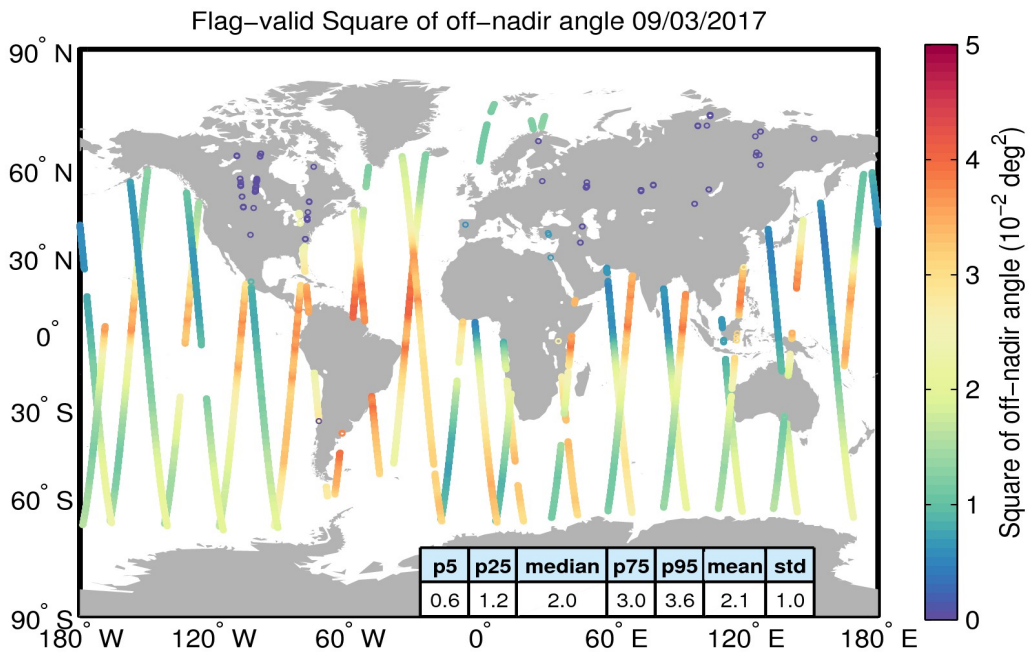 Flag-valid Square of off-nadir angle 09/03/2017
90° N
60° N
30° N
0°
30° S
60° S
90° S
180° W 120° W 60° W 0° 60° E 120° E 180° E
p5 p25 median p75 p95 mean std
0.6 1.2 2.0 3.0 3.6 2.1 1.0
5
4
3
2
1
0
Square of off-nadir angle (10⁻² deg²)